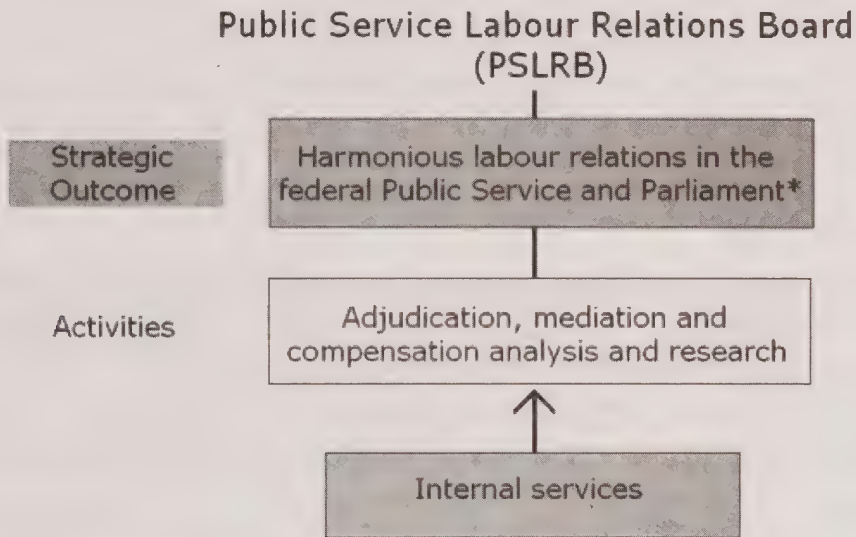 Public Service Labour Relations Board
(PSLRB)
Strategic
Outcome
Harmonious labour relations in the
federal Public Service and Parliament*
Activities
Adjudication, mediation and
compensation analysis and research
Internal services